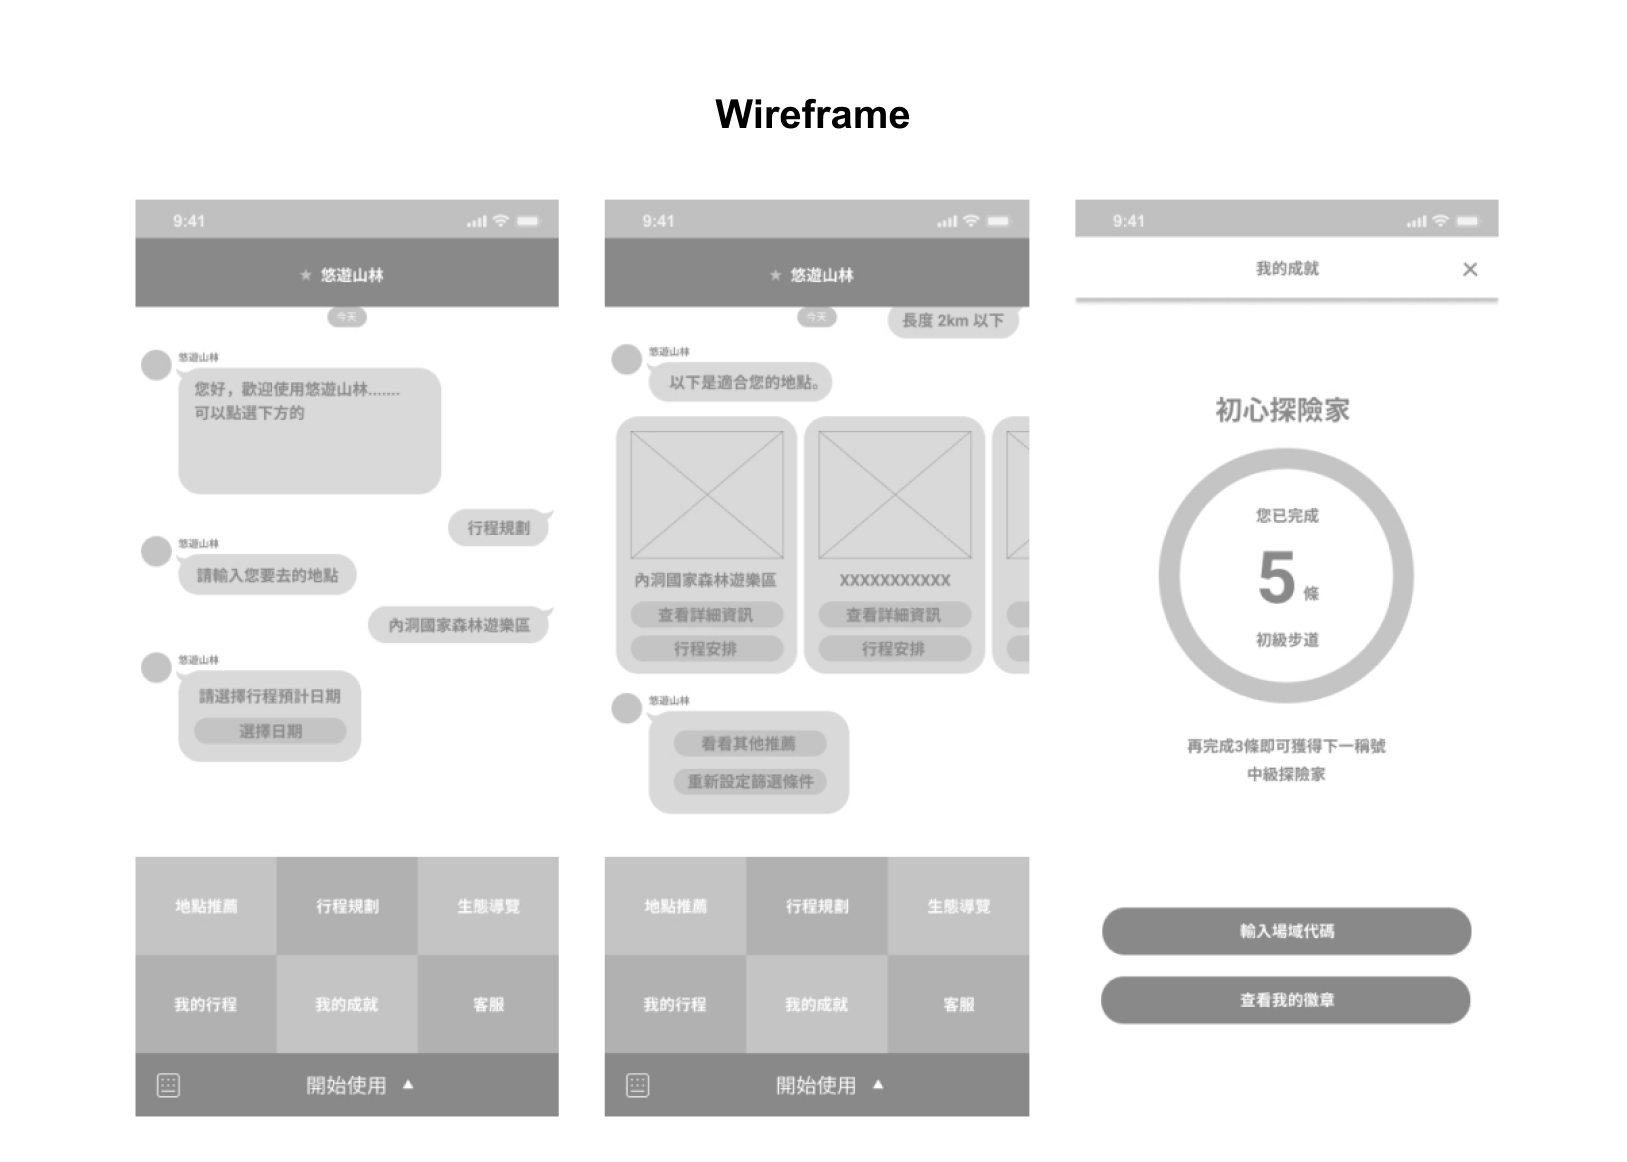 Wireframe
9:41
★ 悠遊山林
今天
悠遊山林
您好，歡迎使用悠遊山林.......
可以點選下方的
行程規劃
悠遊山林
請輸入您要去的地點
內洞國家森林遊樂區
悠遊山林
請選擇行程預計日期
選擇日期
地點推薦 行程規劃 生態導覽
我的行程 我的成就 客服
開始使用 ▲
9:41
★ 悠遊山林
今天
長度 2km 以下
悠遊山林
以下是適合您的地點。
內洞國家森林遊樂區
查看詳細資訊
行程安排
XXXXXXXXXXX
查看詳細資訊
行程安排
悠遊山林
看看其他推薦
重新設定篩選條件
地點推薦 行程規劃 生態導覽
我的行程 我的成就 客服
開始使用 ▲
9:41
我的成就 ×
初心探險家
您已完成
5 條
初級步道
再完成3條即可獲得下一稱號
中級探險家
輸入場域代碼
查看我的徽章